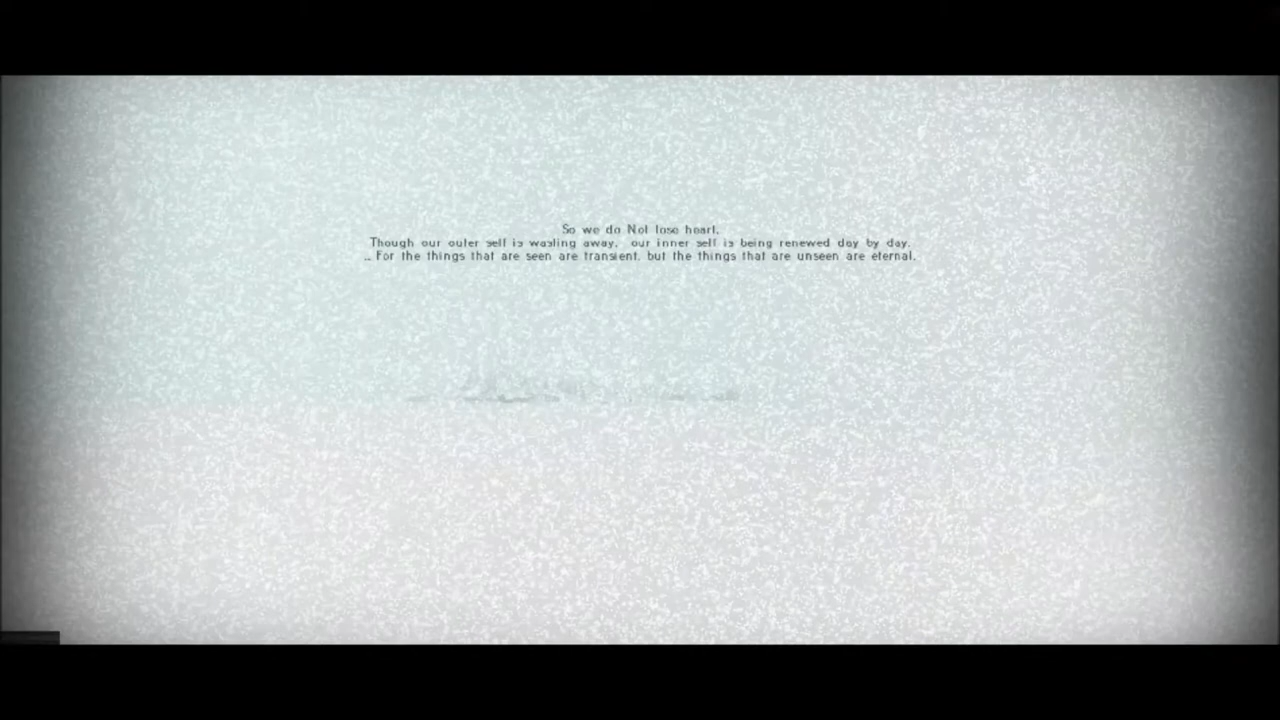 So we do Not lose heart.
Though our outer self is wasting away, our inner self is being renewed day by day.
... For the things that are seen are transient, but the things that are unseen are eternal.